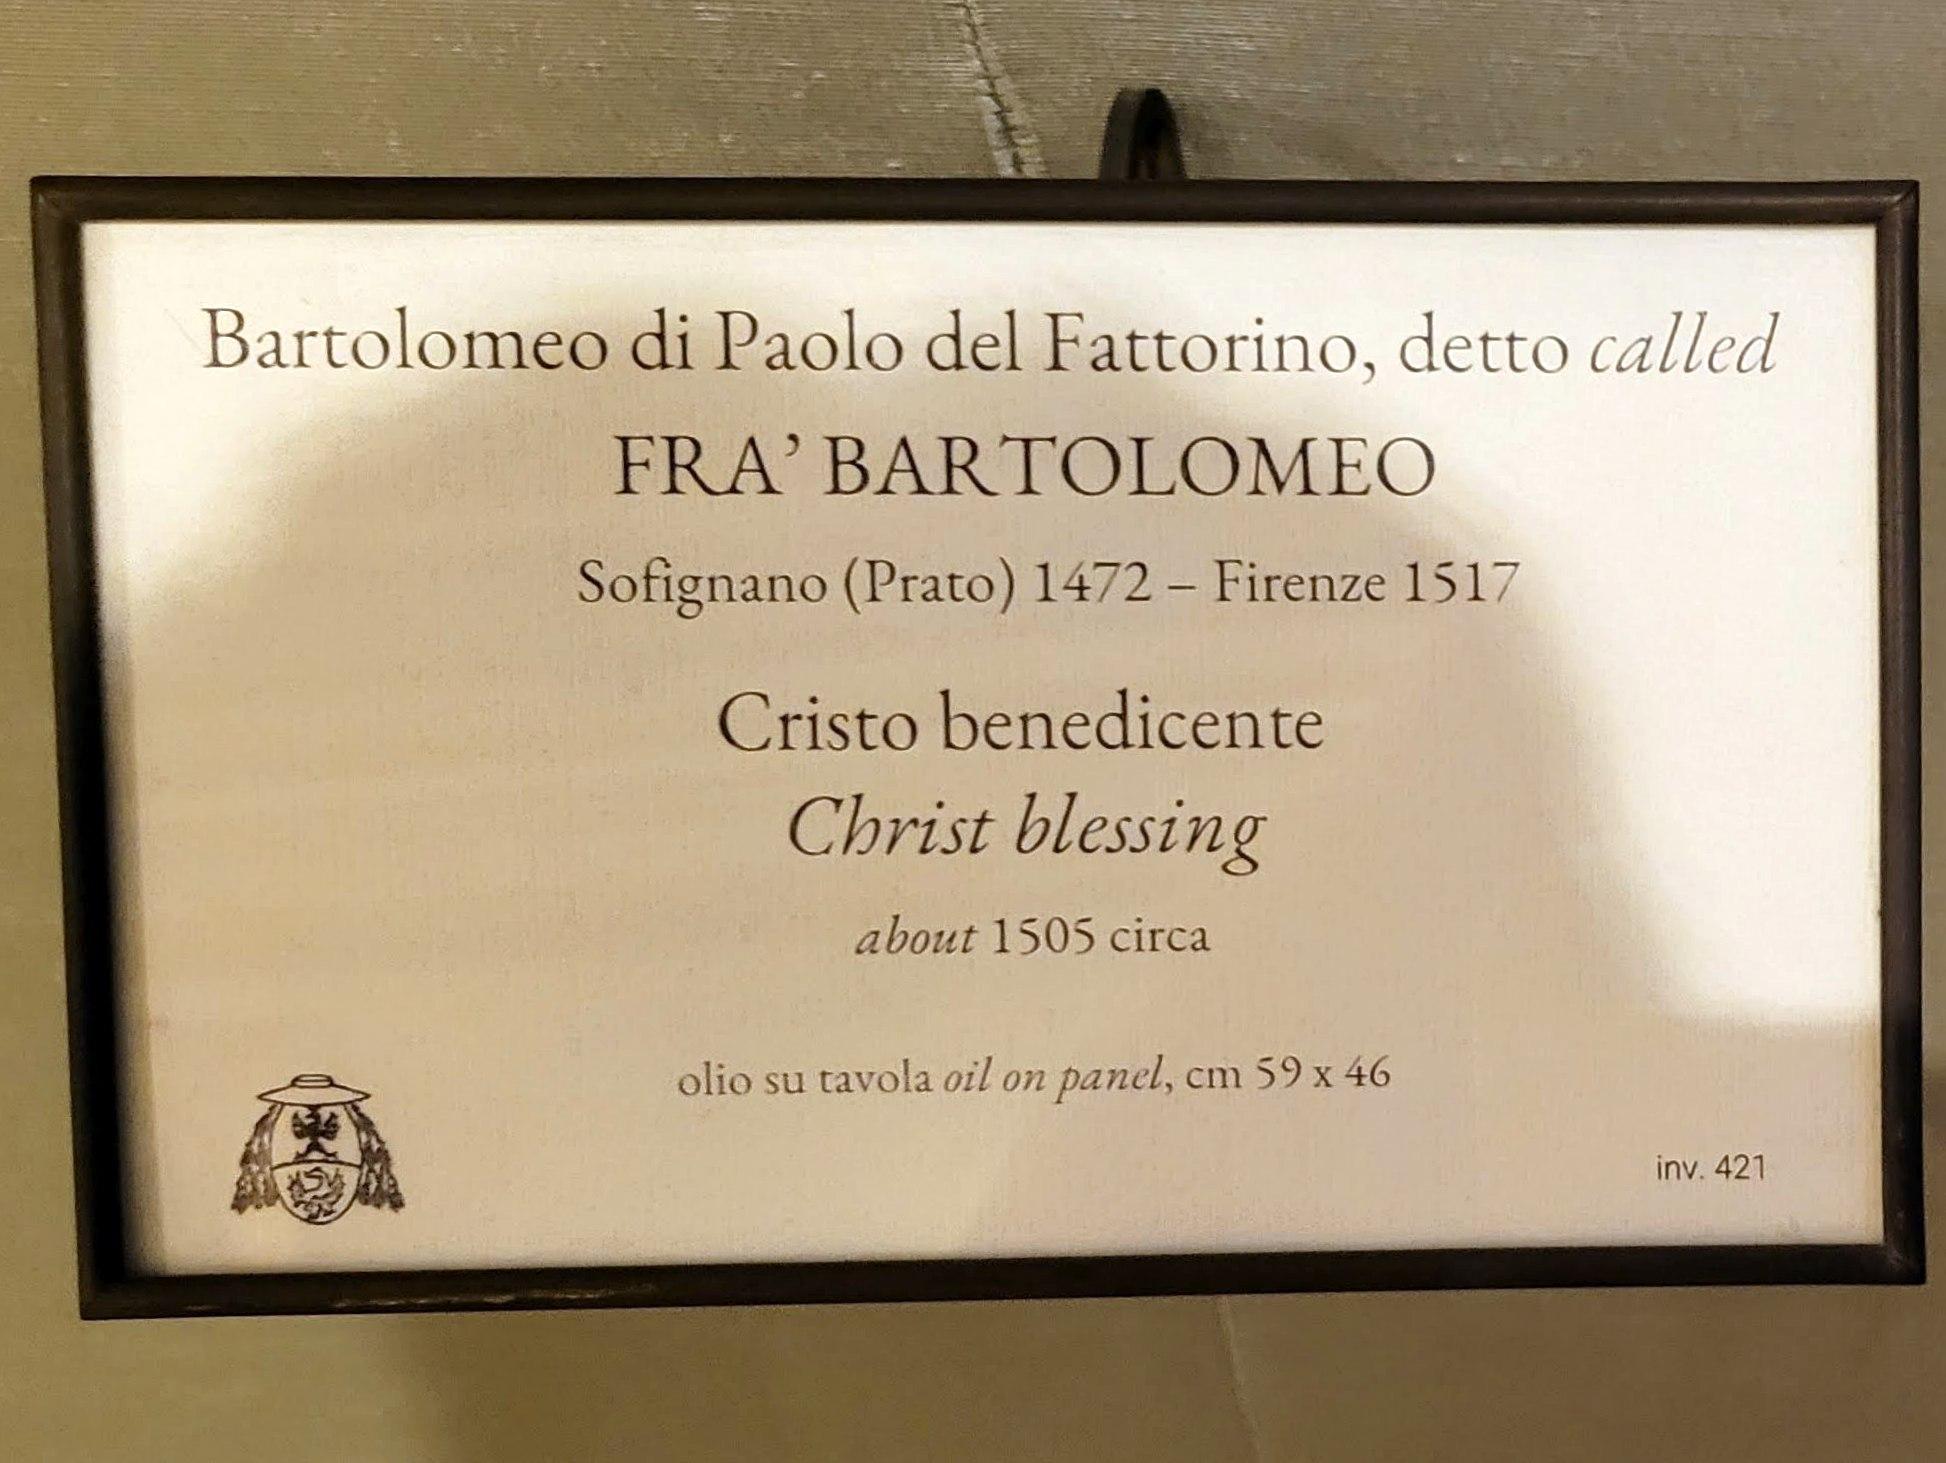 Bartolomeo di Paolo del Fattorino, detto called
FRA’ BARTOLOMEO
Sofignano (Prato) 1472 – Firenze 1517
Cristo benedicente
Christ blessing
about 1505 circa
olio su tavola oil on panel, cm 59 x 46
inv. 421